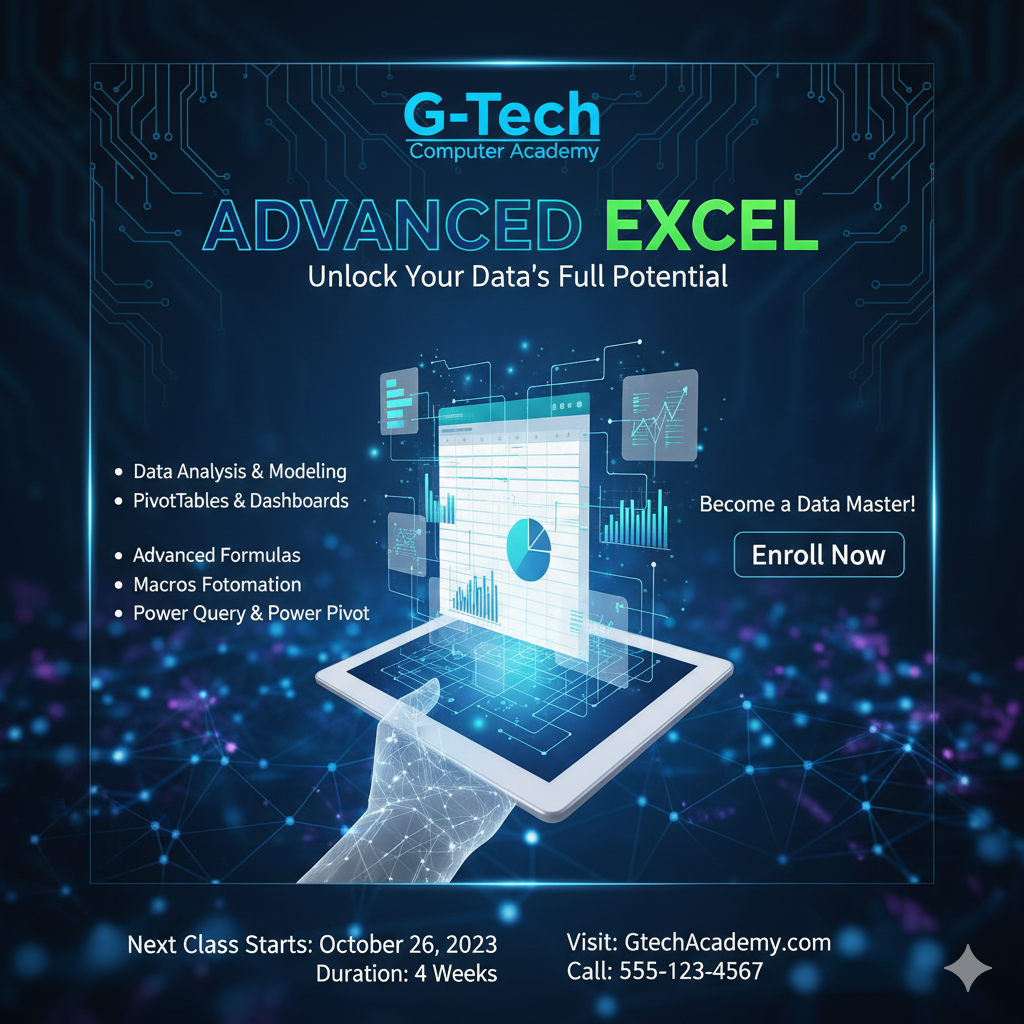 G-Tech
Computer Academy
ADVANCED EXCEL
Unlock Your Data's Full Potential
• Data Analysis & Modeling
• PivotTables & Dashboards
• Advanced Formulas
• Macros Fotomation
• Power Query & Power Pivot
Become a Data Master!
Enroll Now
Next Class Starts: October 26, 2023
Duration: 4 Weeks
Visit: GtechAcademy.com
Call: 555-123-4567